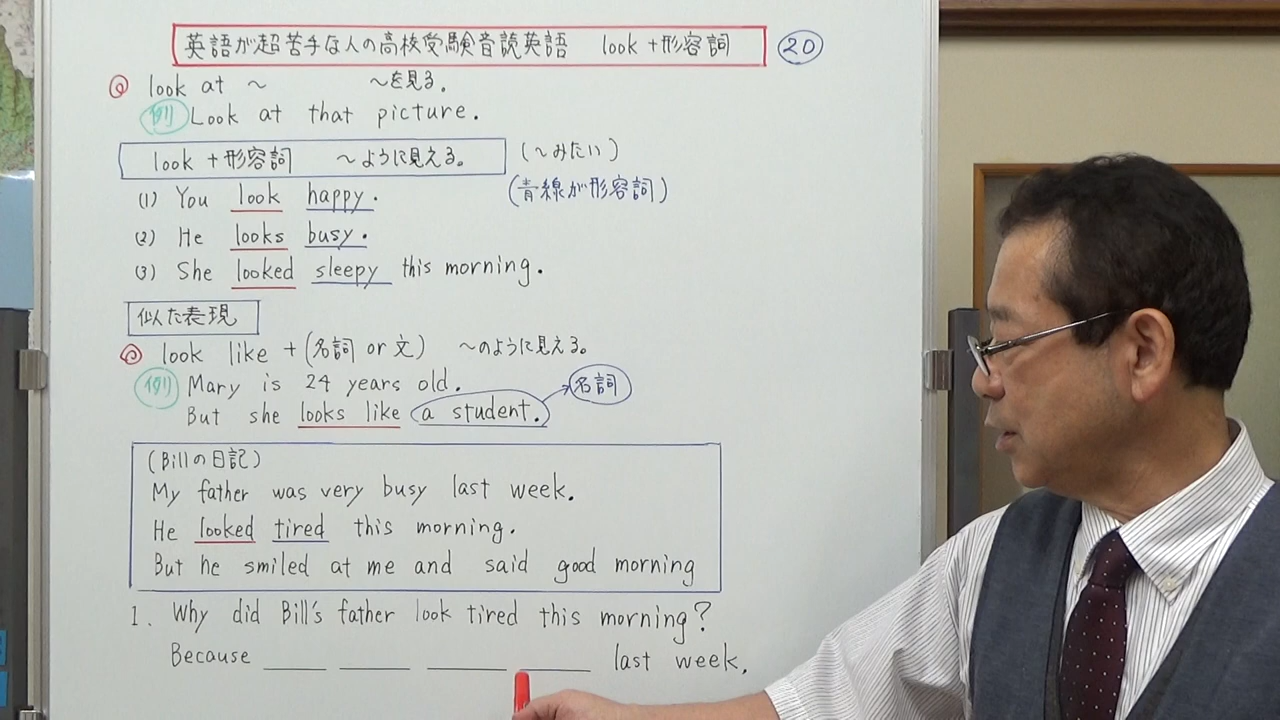 英語が超苦手な人の高校受験音読英語 look +形容詞 20
look at ～ ～を見る。
例 Look at that picture.
look +形容詞 ～ように見える。 (～みたい)
(1) You look happy. (青線が形容詞)
(2) He looks busy.
(3) She looked sleepy this morning.
似た表現
look like + (名詞 or 文) ～のように見える。
例 Mary is 24 years old.
But she looks like a student. 名詞
(Billの日記)
My father was very busy last week.
He looked tired this morning.
But he smiled at me and said good morning
1. Why did Bill's father look tired this morning?
Because ____ ____ ____ ____ last week.